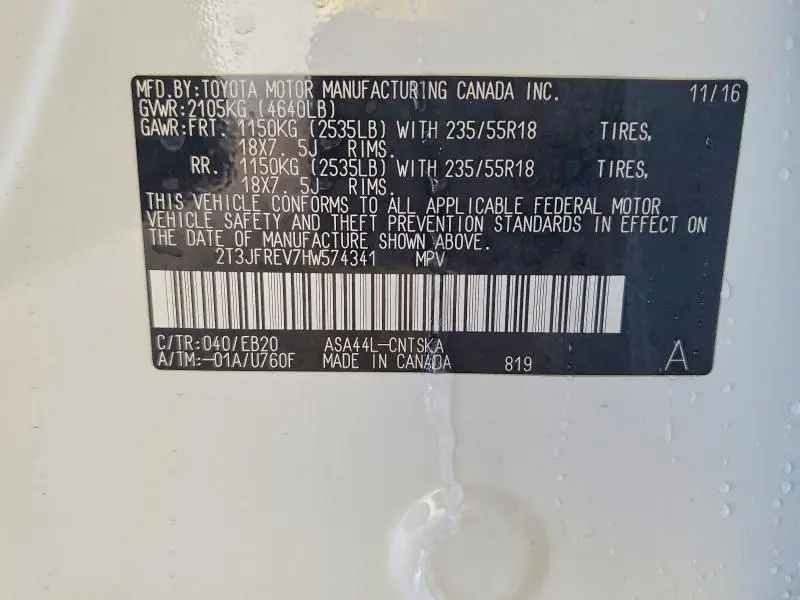 MFD.BY:TOYOTA MOTOR MANUFACTURING CANADA INC. 11/16
GVWR:2105KG (4640LB)
GAWR:FRT. 1150KG (2535LB) WITH 235/55R18 TIRES,
18X7. 5J RIMS.
RR. 1150KG (2535LB) WITH 235/55R18 TIRES,
18X7. 5J RIMS.
THIS VEHICLE CONFORMS TO ALL APPLICABLE FEDERAL MOTOR
VEHICLE SAFETY AND THEFT PREVENTION STANDARDS IN EFFECT ON
THE DATE OF MANUFACTURE SHOWN ABOVE.
2T3JFREV7HW574341 MPV
C/TR:040/EB20 ASA44L-CNTSKA
A/TM:-01A/U760F MADE IN CANADA 819 A